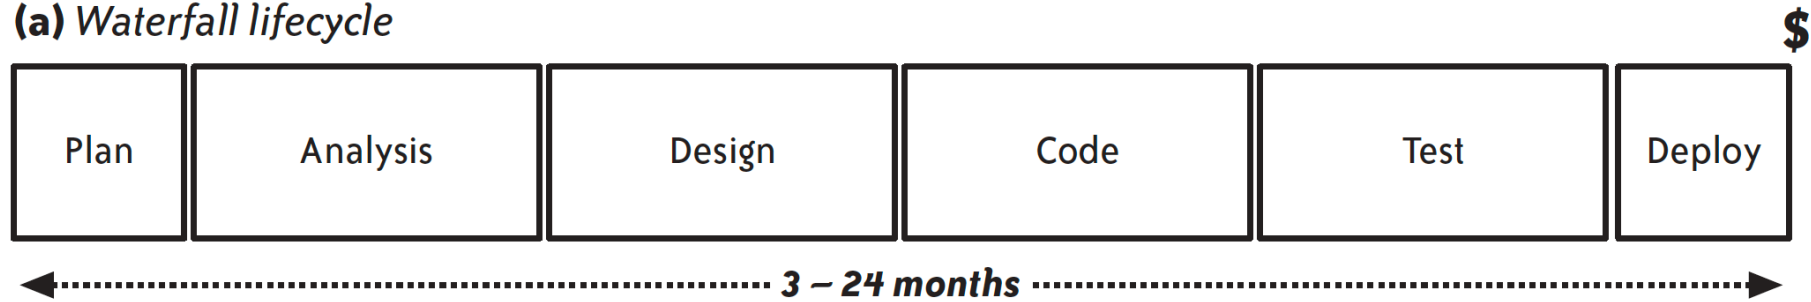 (a) Waterfall lifecycle
$
Plan
Analysis
Design
Code
Test
Deploy
3 – 24 months